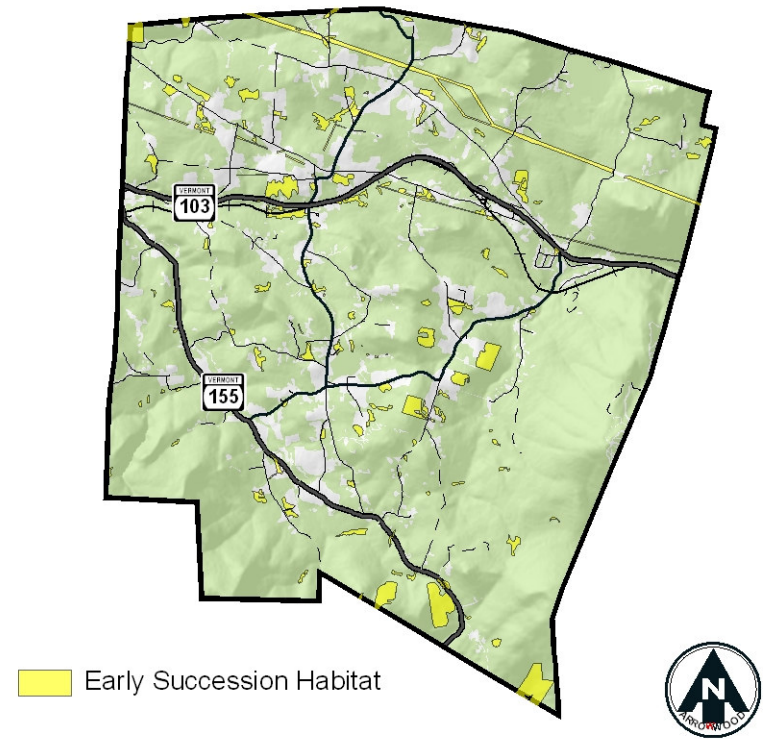 VERMONT
103
VERMONT
155
Early Succession Habitat
N
ARROWWOOD